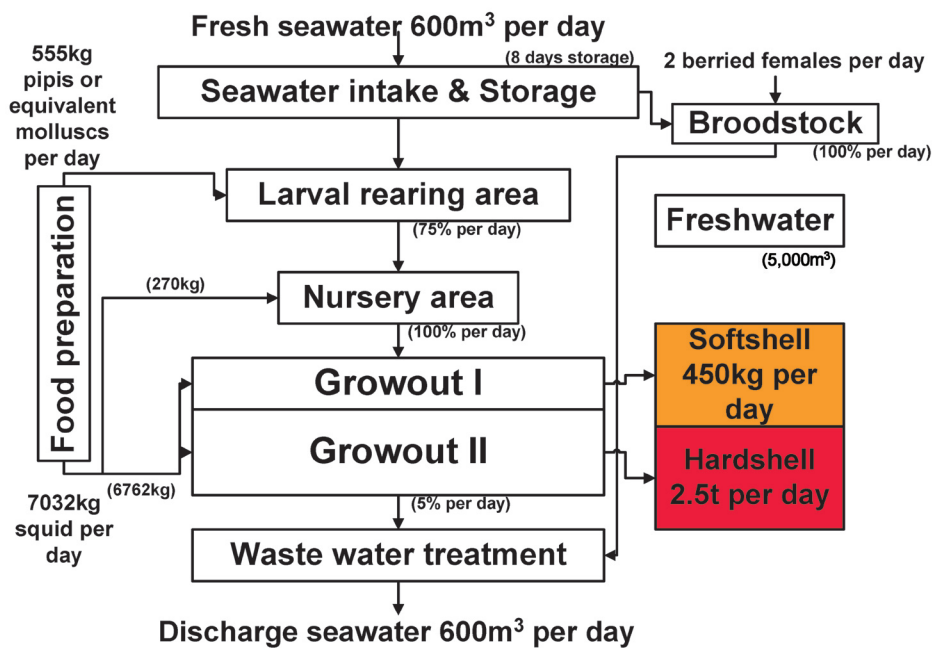 Fresh seawater 600m³ per day
555kg
pipis or
equivalent
molluscs
per day
(8 days storage)
2 berried females per day
Seawater intake & Storage
Broodstock
(100% per day)
Larval rearing area
(75% per day)
Freshwater
(5,000m³)
Food preparation
(270kg)
Nursery area
(100% per day)
Growout I
Softshell
450kg per
day
Growout II
Hardshell
2.5t per day
(6762kg)
(5% per day)
7032kg
squid per
day
Waste water treatment
Discharge seawater 600m³ per day